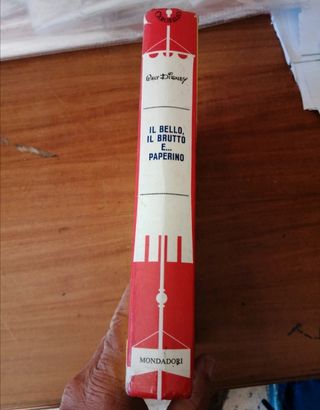 WALT DISNEY
IL BELLO,
IL BRUTTO
E...
PAPERINO
MONDADORI